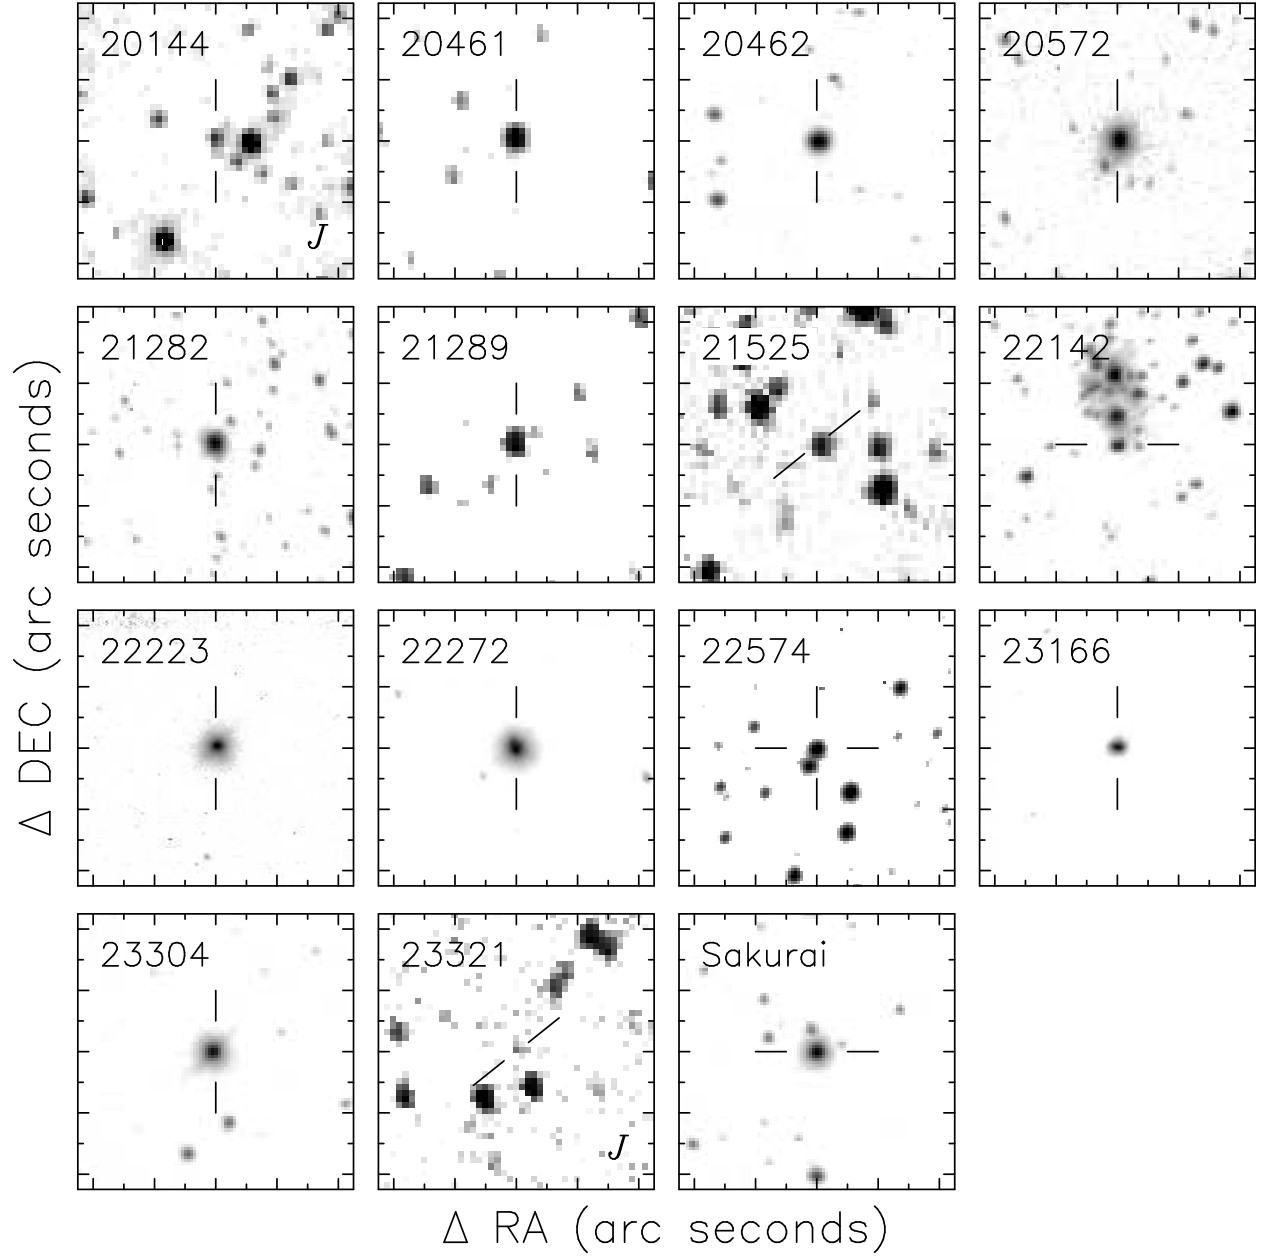 20144
20461
20462
20572
J
21282
21289
21525
22142
22223
22272
22574
23166
23304
23321
Sakurai
J
Δ DEC (arc seconds)
Δ RA (arc seconds)